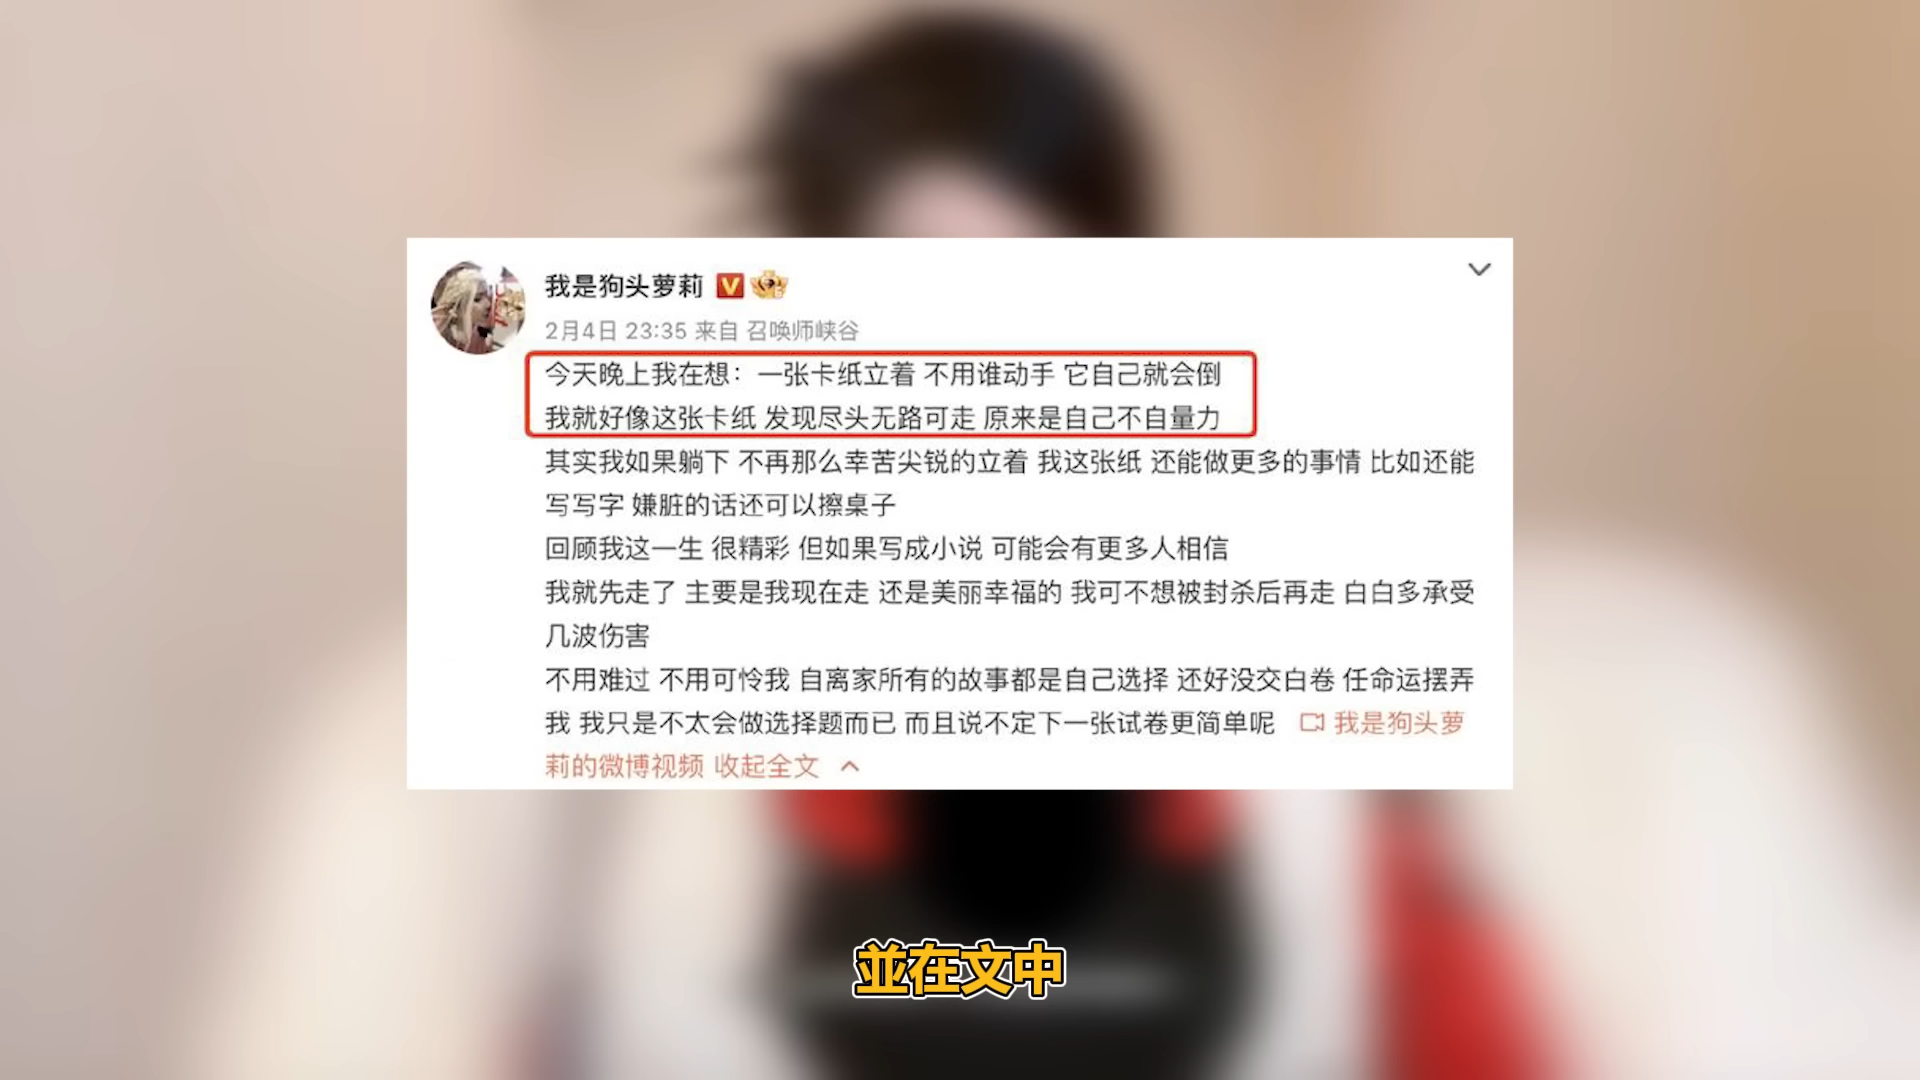 我是狗头萝莉
2月4日 23:35 来自 召唤师峡谷
今天晚上我在想：一张卡纸立着 不用谁动手 它自己就会倒
我就好像这张卡纸 发现尽头无路可走 原来是自己不自量力
其实我如果躺下 不再那么幸苦尖锐的立着 我这张纸 还能做更多的事情 比如还能
写写字 嫌脏的话还可以擦桌子
回顾我这一生 很精彩 但如果写成小说 可能会有更多人相信
我就先走了 主要是我现在走 还是美丽幸福的 我可不想被封杀后再走 白白多承受
几波伤害
不用难过 不用可怜我 自离家所有的故事都是自己选择 还好没交白卷 任命运摆弄
我 我只是不太会做选择题而已 而且说不定下一张试卷更简单呢 我是狗头萝
莉的微博视频 收起全文
並在文中